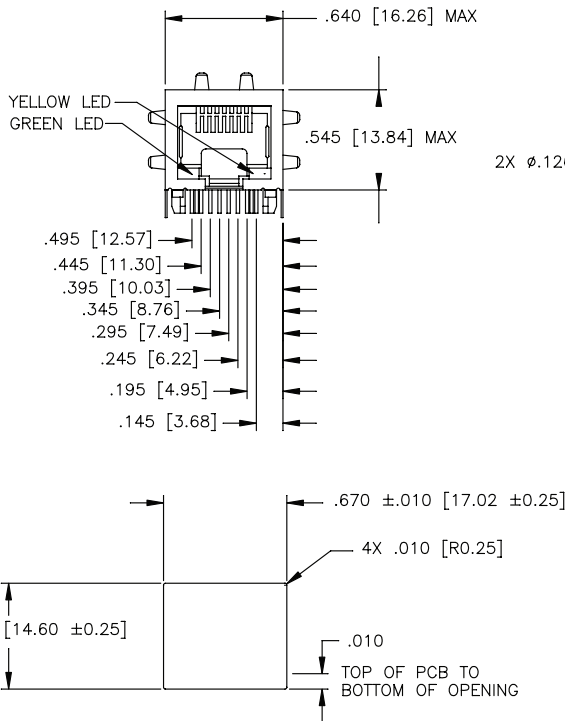 .640 [16.26] MAX
YELLOW LED
GREEN LED
.545 [13.84] MAX
2X ø.12
.495 [12.57]
.445 [11.30]
.395 [10.03]
.345 [8.76]
.295 [7.49]
.245 [6.22]
.195 [4.95]
.145 [3.68]
.670 ±.010 [17.02 ±0.25]
4X .010 [R0.25]
[14.60 ±0.25]
.010
TOP OF PCB TO
BOTTOM OF OPENING